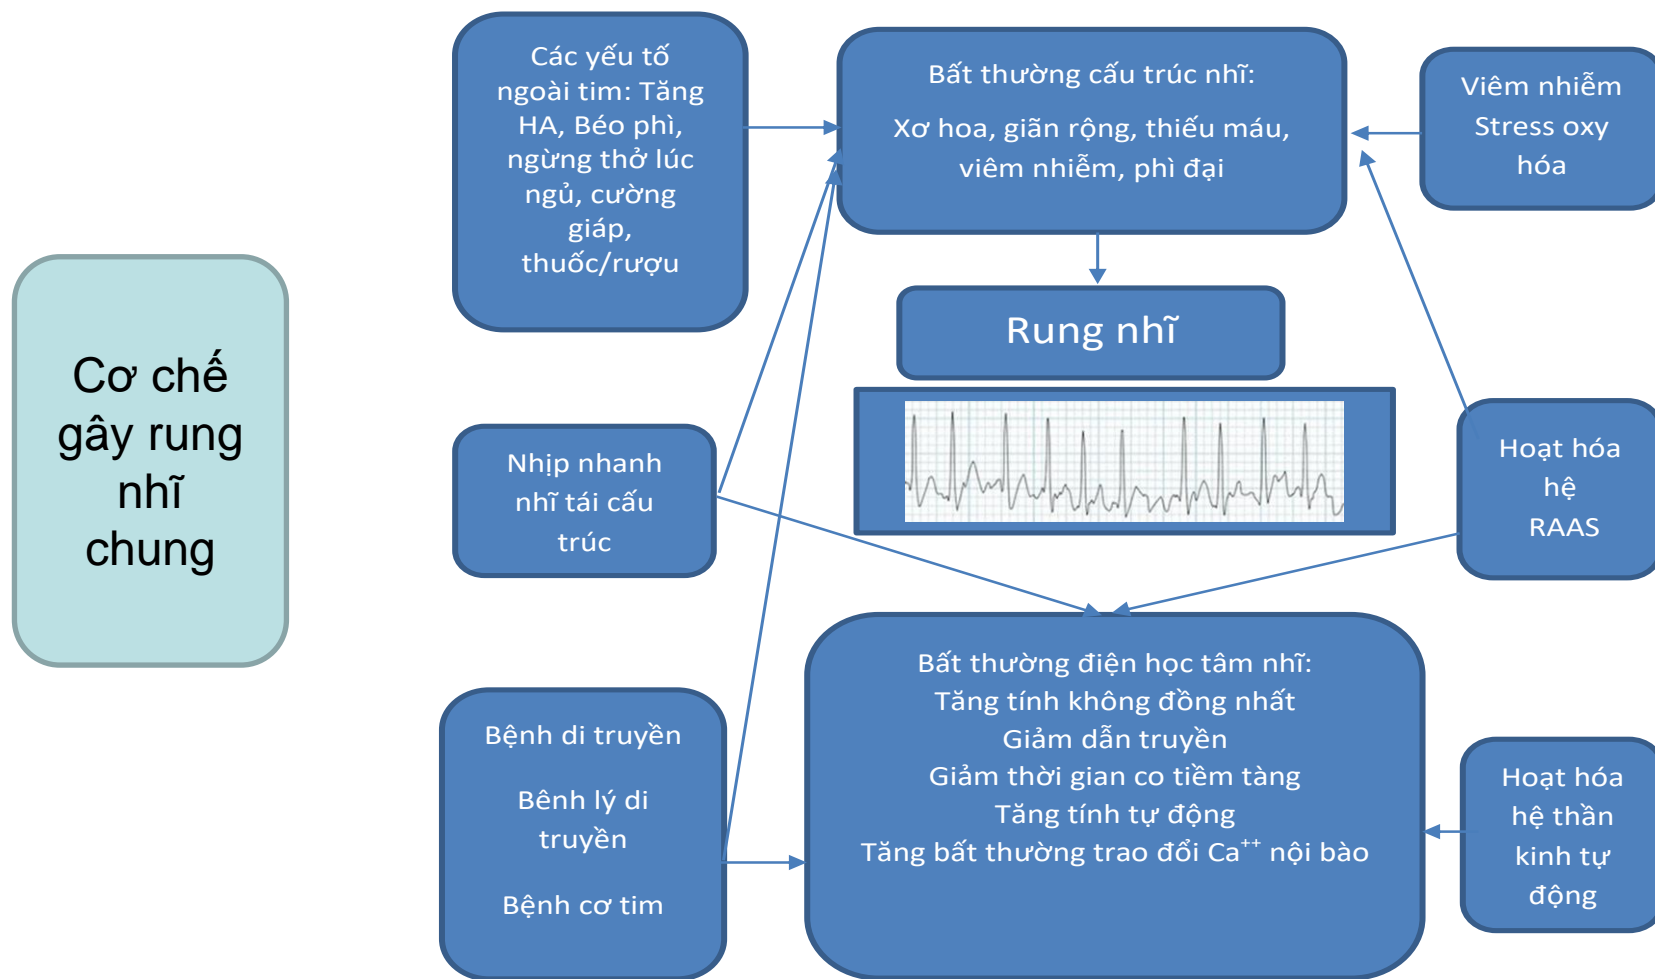 Cơ chế
gây rung
nhĩ
chung
Các yếu tố
ngoài tim: Tăng
HA, Béo phì,
ngừng thở lúc
ngủ, cường
giáp,
thuốc/rượu
Bất thường cấu trúc nhĩ:
Xơ hoa, giãn rộng, thiếu máu,
viêm nhiễm, phì đại
Viêm nhiễm
Stress oxy
hóa
Rung nhĩ
Nhịp nhanh
nhĩ tái cấu
trúc
Hoạt hóa
hệ
RAAS
Bệnh di truyền
Bênh lý di
truyền
Bệnh cơ tim
Bất thường điện học tâm nhĩ:
Tăng tính không đồng nhất
Giảm dẫn truyền
Giảm thời gian co tiềm tàng
Tăng tính tự động
Tăng bất thường trao đổi Ca⁺⁺ nội bào
Hoạt hóa
hệ thần
kinh tự
động